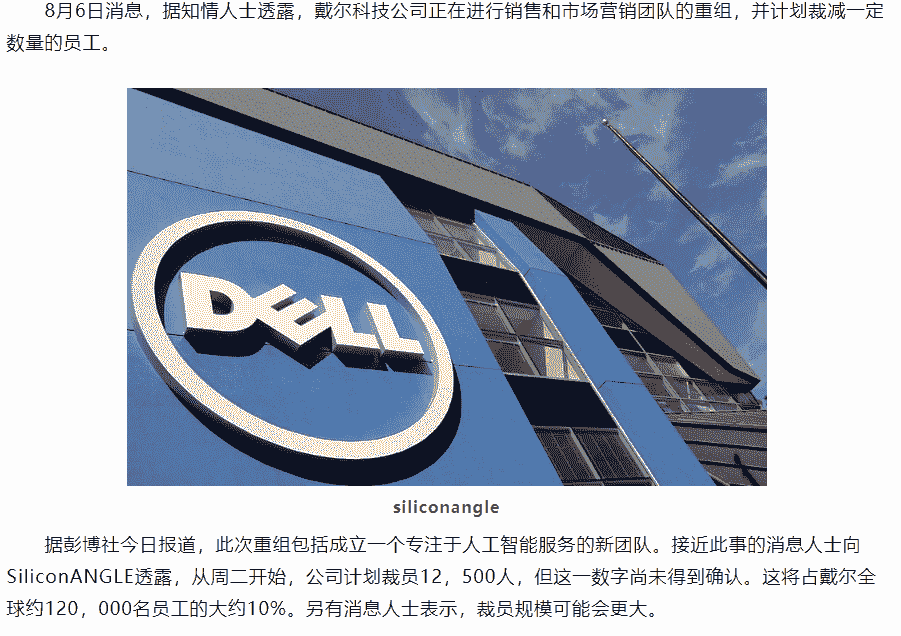 8月6日消息，据知情人士透露，戴尔科技公司正在进行销售和市场营销团队的重组，并计划裁减一定
数量的员工。
DELL
siliconangle
据彭博社今日报道，此次重组包括成立一个专注于人工智能服务的新团队。接近此事的消息人士向
SiliconANGLE透露，从周二开始，公司计划裁员12，500人，但这一数字尚未得到确认。这将占戴尔全
球约120，000名员工的大约10%。另有消息人士表示，裁员规模可能会更大。